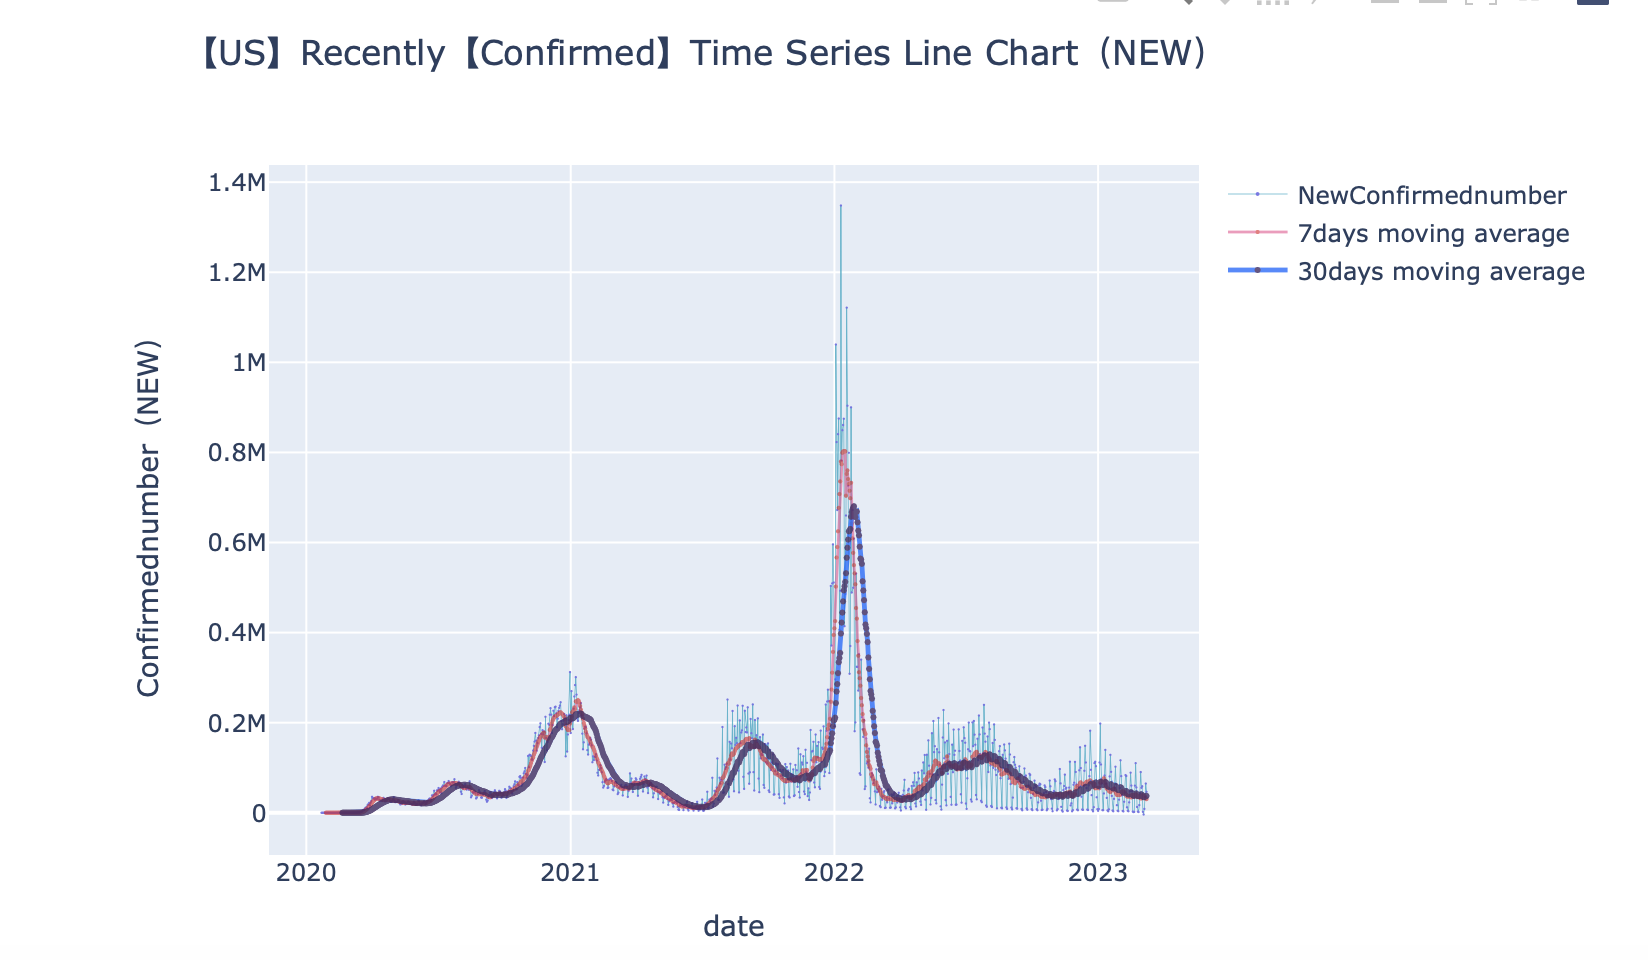 【US】Recently【Confirmed】Time Series Line Chart（NEW）
NewConfirmednumber
7days moving average
30days moving average
Confirmednumber（NEW）
1.4M
1.2M
1M
0.8M
0.6M
0.4M
0.2M
0
2020 2021 2022 2023
date